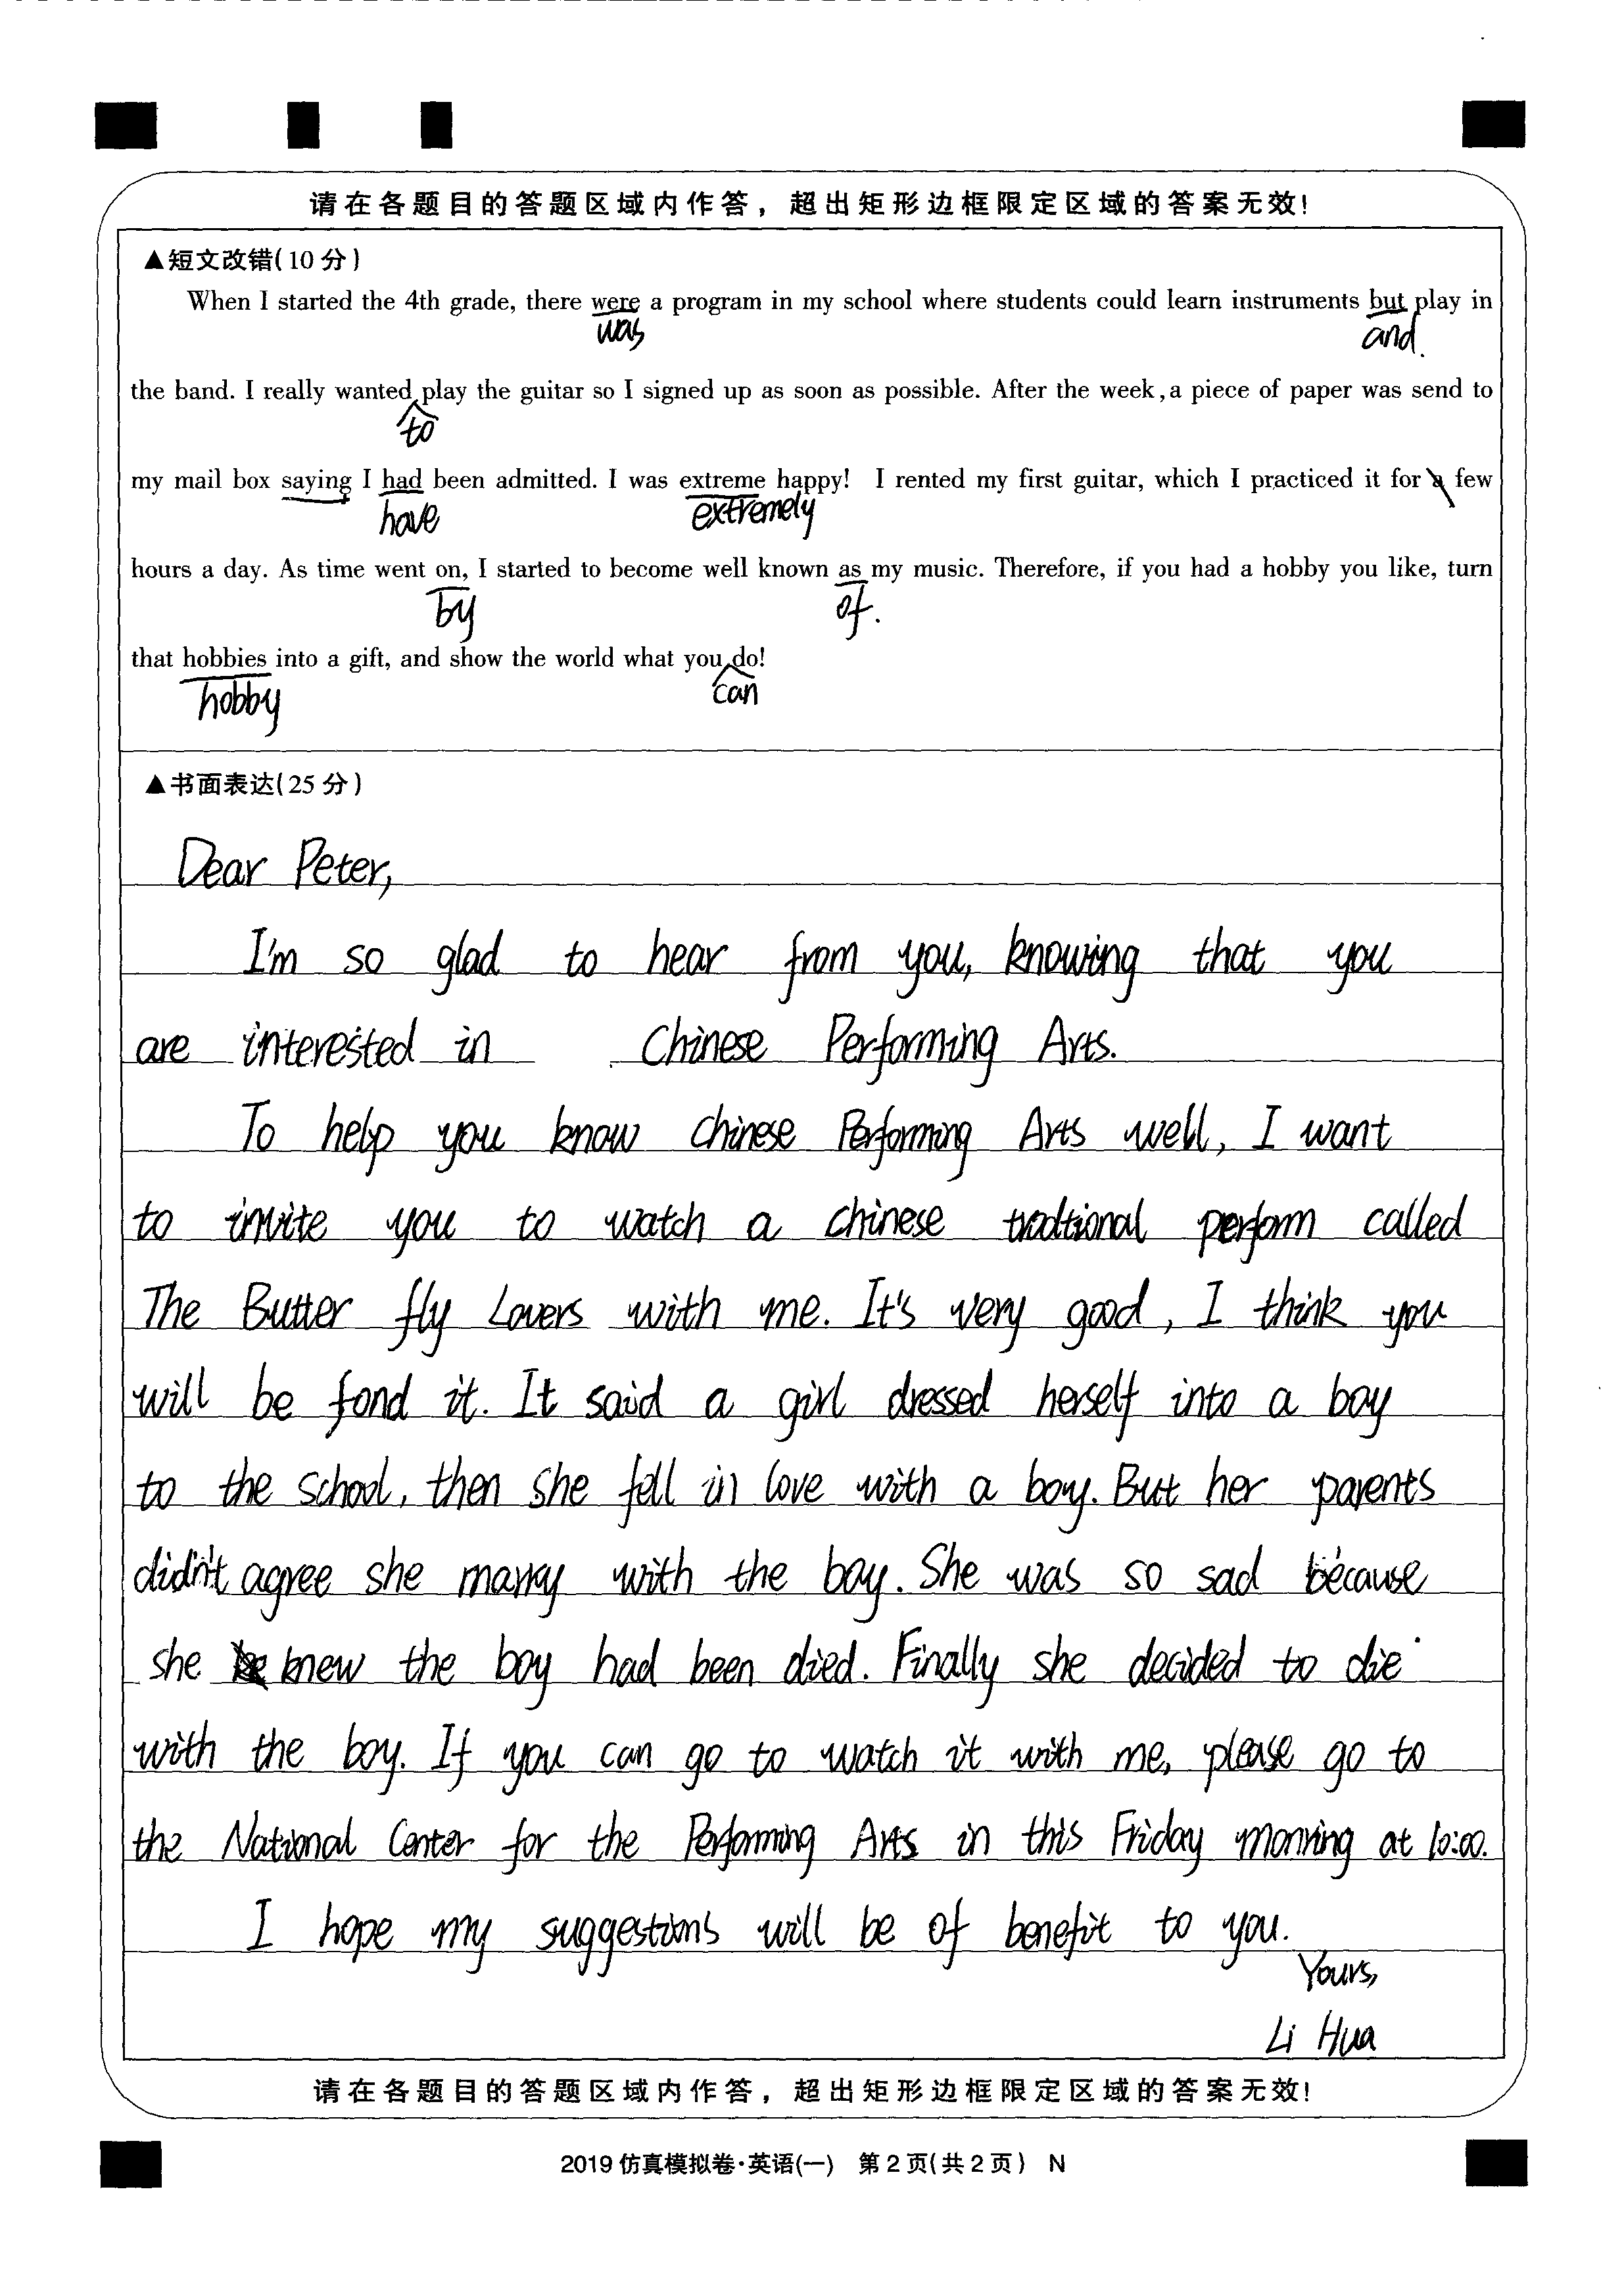 请在各题目的答题区域内作答，超出矩形边框限定区域的答案无效!
▲短文改错(10分)
When I started the 4th grade, there were a program in my school where students could learn instruments but play in
was and.
the band. I really wanted play the guitar so I signed up as soon as possible. After the week, a piece of paper was send to
to
my mail box saying I had been admitted. I was extreme happy! I rented my first guitar, which I practiced it for a few
have extremely
hours a day. As time went on, I started to become well known as my music. Therefore, if you had a hobby you like, turn
by of.
that hobbies into a gift, and show the world what you do!
hobby can
▲书面表达(25分)
Dear Peter,
I'm so glad to hear from you, knowing that you
are interested in Chinese Performing Arts.
To help you know Chinese Performing Arts well, I want
to invite you to watch a chinese tradtional perform called
The Butter fly Lovers with me. It's very good, I think you
will be fond it. It said a girl dressed herself into a boy
to the school, then she fell in love with a boy. But her parents
didn't agree she marry with the boy. She was so sad because
she knew the boy had been died. Finally she decided to die
with the boy. If you can go to watch it with me, please go to
the National Center for the Performing Arts in this Friday monring at 10:00.
I hope my suggestions will be of benefit to you.
Yours,
Li Hua
请在各题目的答题区域内作答，超出矩形边框限定区域的答案无效!
2019仿真模拟卷·英语(一) 第2页(共2页) N